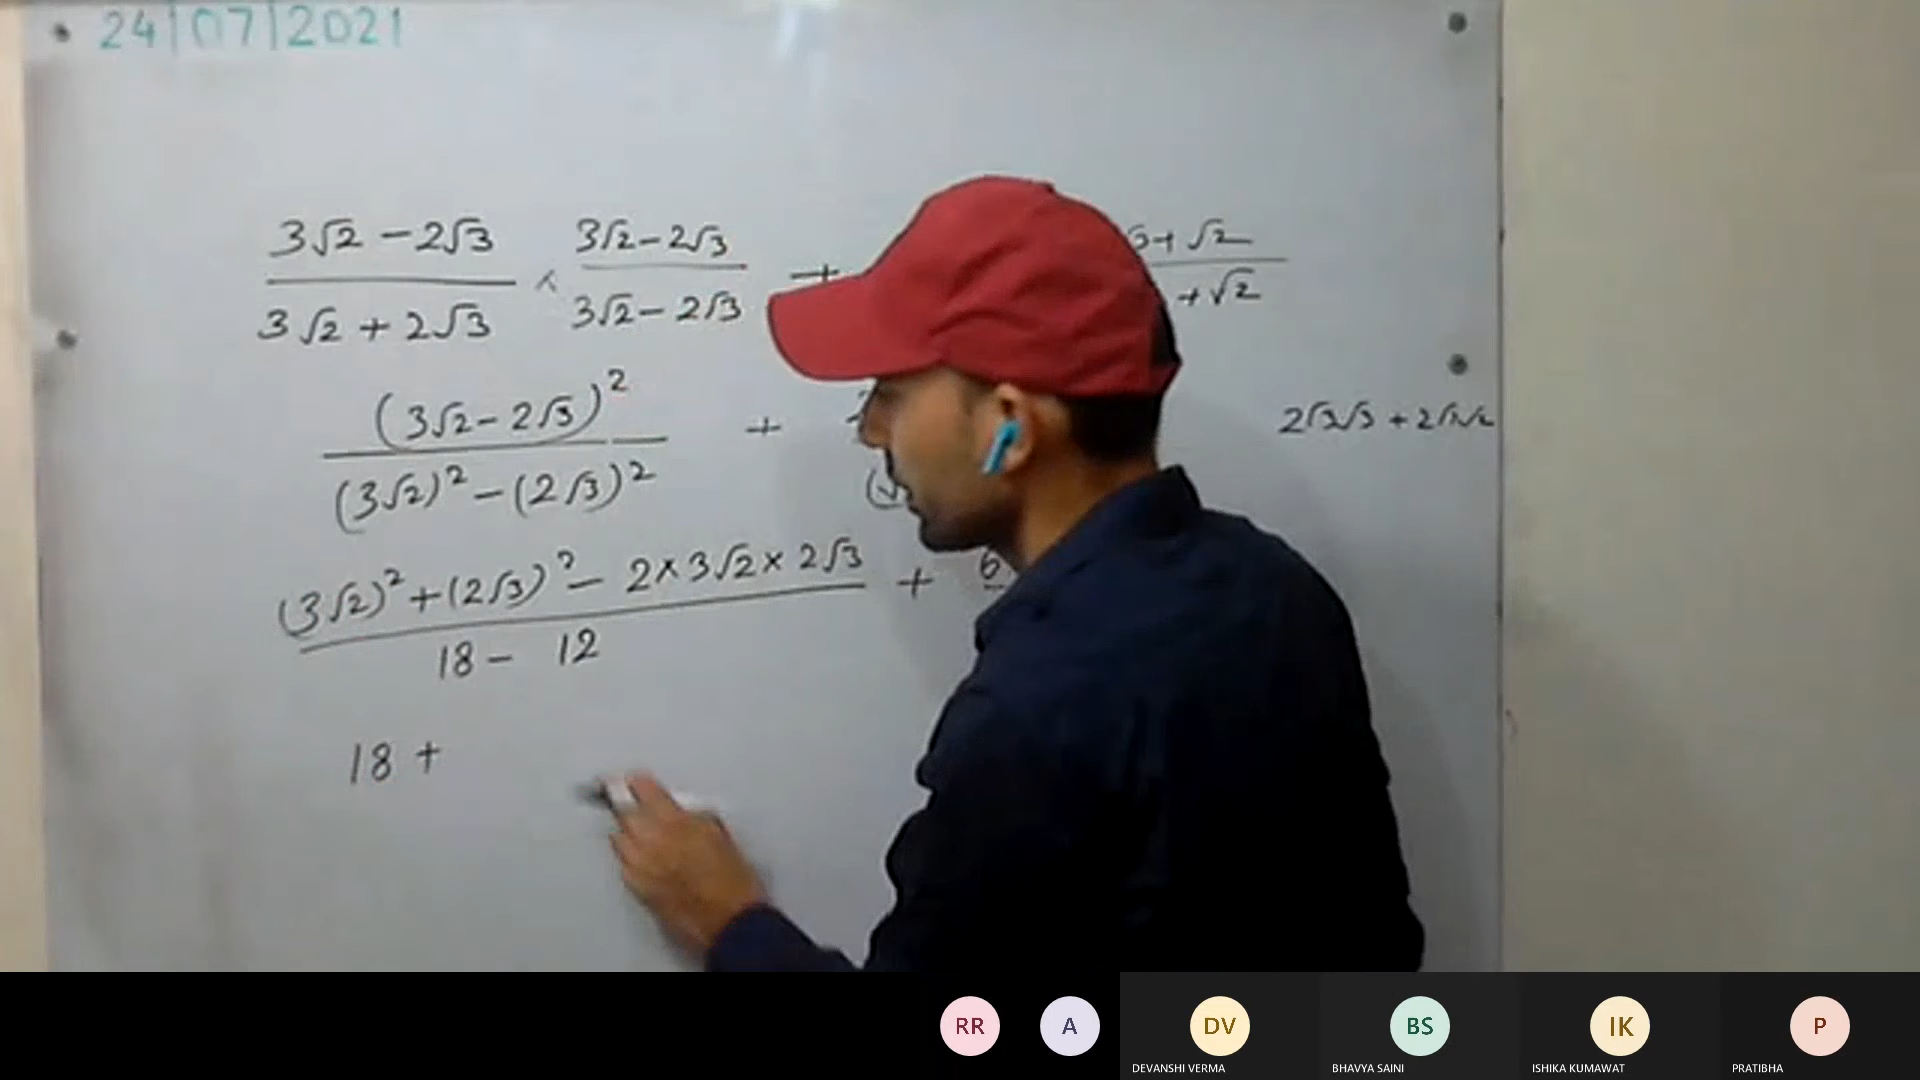 24|07|2021
3√2 - 2√3 × 3√2 - 2√3 + + √2
3√2 + 2√3 3√2 - 2√3 + √2
(3√2 - 2√3)² + 2√3√3 + 2
(3√2)² - (2√3)²
(3√2)² + (2√3)² - 2×3√2×2√3 + 6
18 - 12
18 +
RR A DV BS IK P
DEVANSHI VERMA BHAVYA SAINI ISHIKA KUMAWAT PRATIBHA